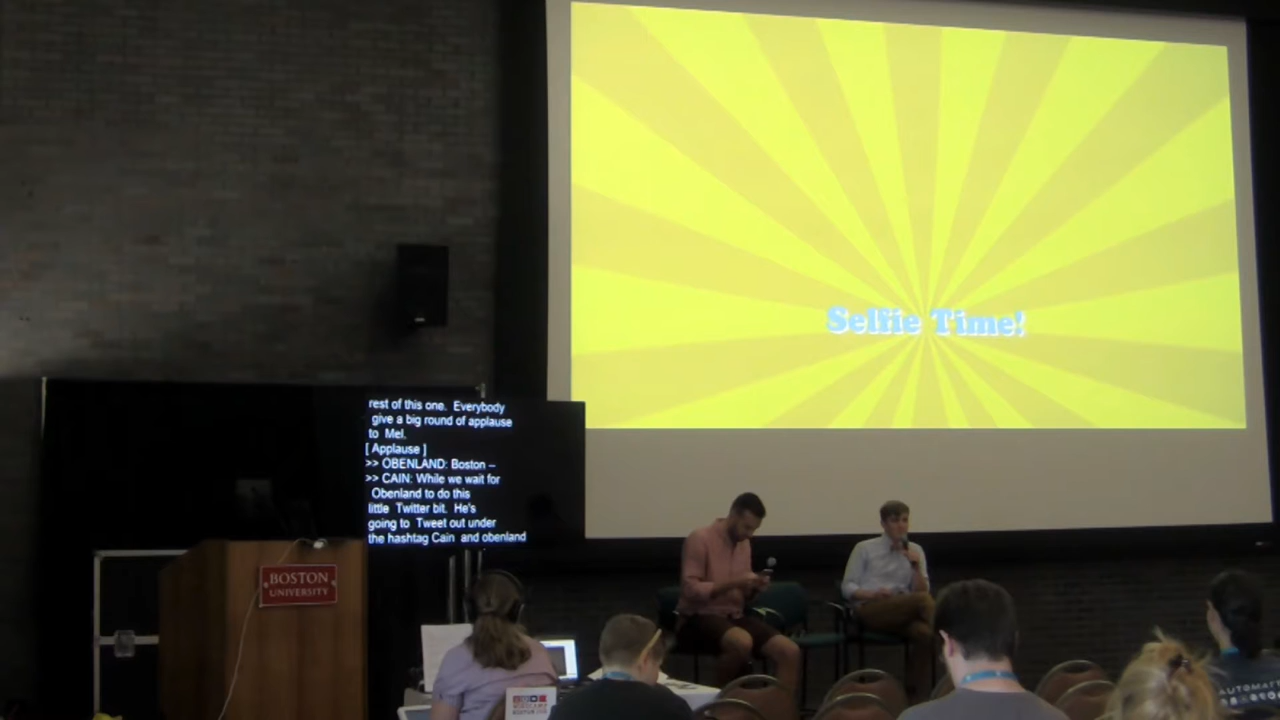 Selfie Time!
rest of this one. Everybody
give a big round of applause
to Mel.
[ Applause ]
>> OBENLAND: Boston --
>> CAIN: While we wait for
Obenland to do this
little Twitter bit. He's
going to Tweet out under
the hashtag Cain and obenland
BOSTON
UNIVERSITY
AUTOMATT